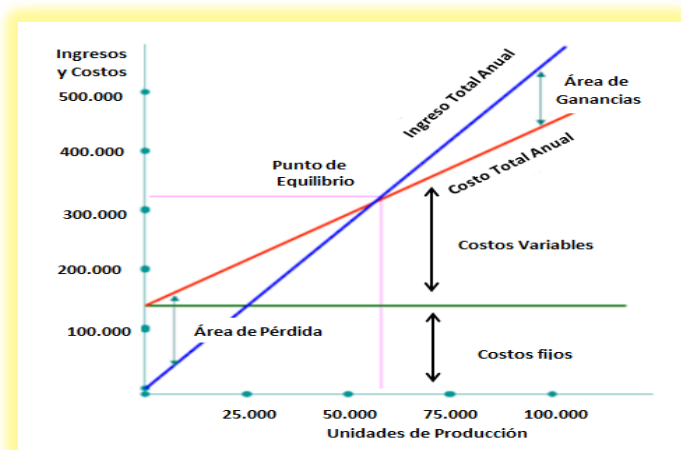 Ingresos
y Costos
500.000
400.000
300.000
200.000
100.000
Ingreso Total Anual
Área de
Ganancias
Costo Total Anual
Punto de
Equilibrio
Costos Variables
Área de Pérdida
Costos fijos
25.000
50.000
75.000
100.000
Unidades de Producción